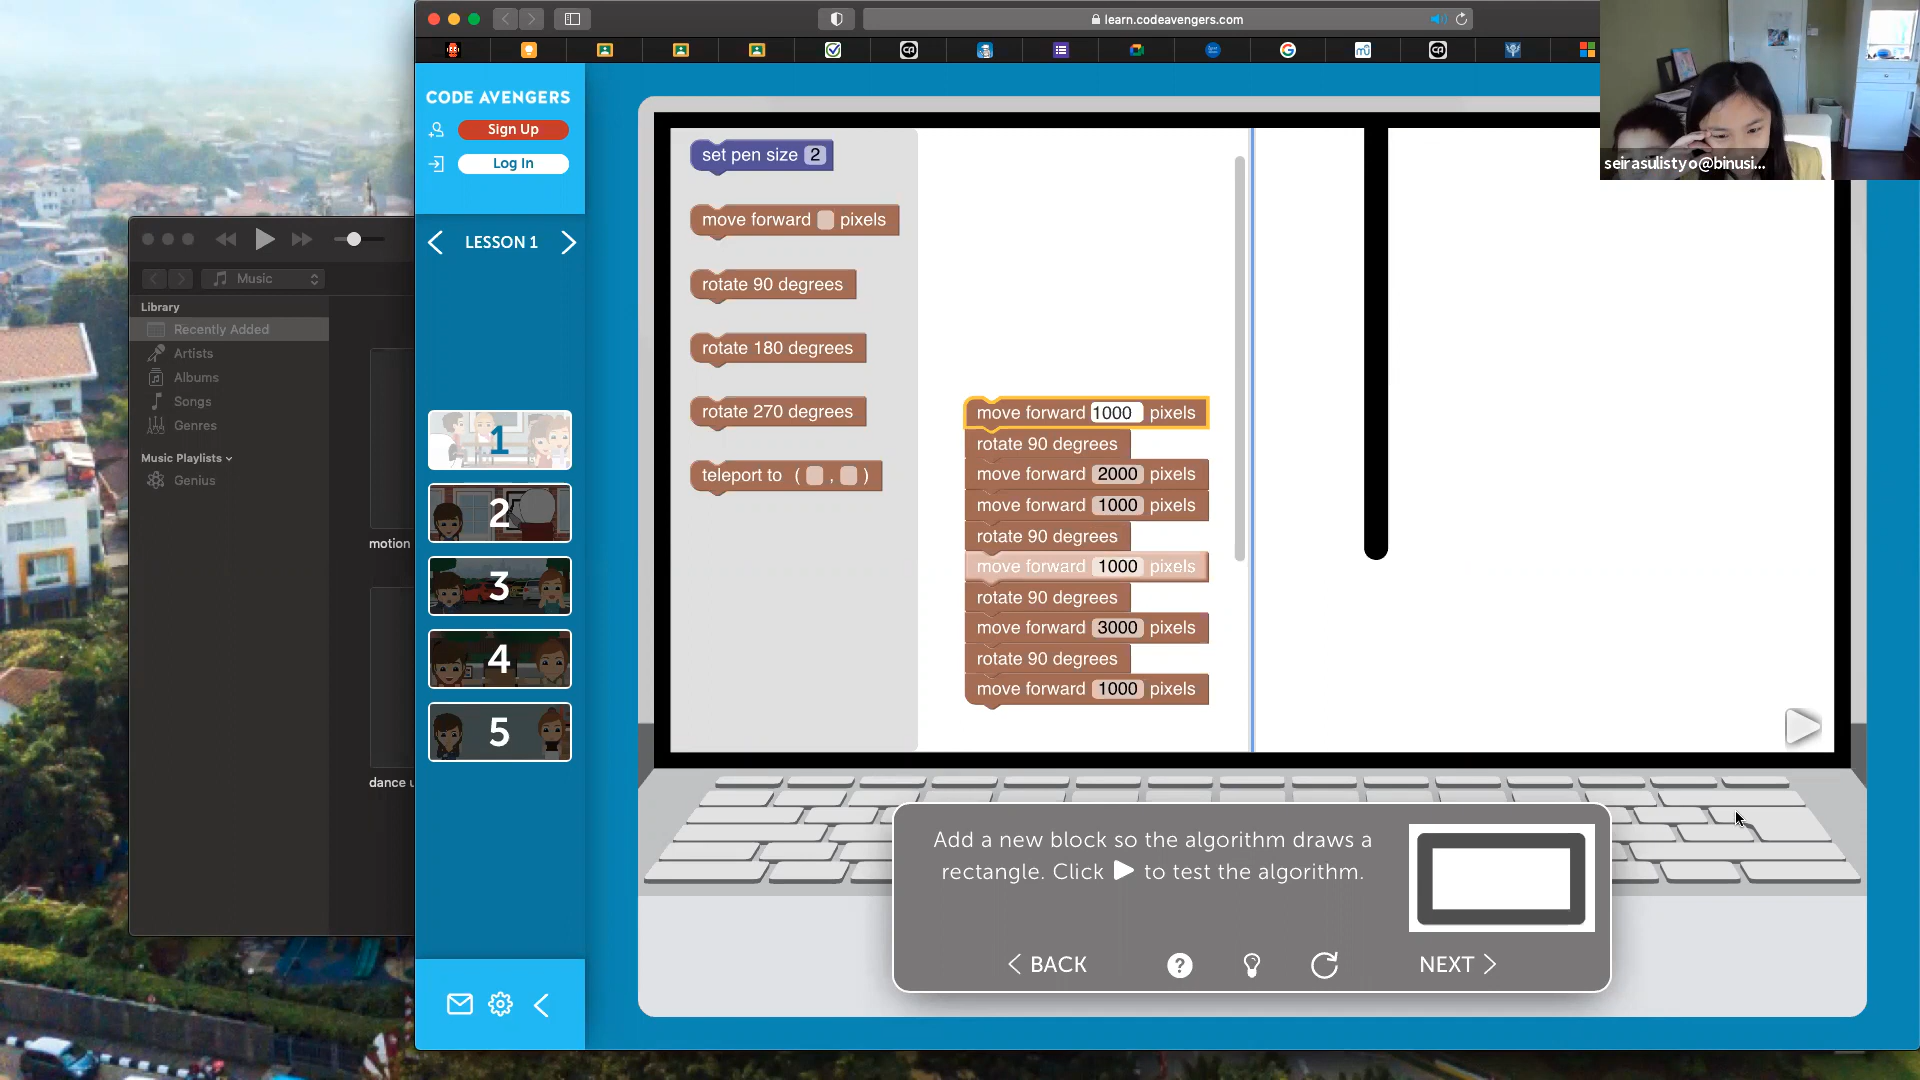 learn.codeavengers.com
CODE AVENGERS
Sign Up
Log In
LESSON 1
1
2
3
4
5
Music
Library
Recently Added
Artists
Albums
Songs
Genres
Music Playlists
Genius
motion
dance u
set pen size 2
move forward pixels
rotate 90 degrees
rotate 180 degrees
rotate 270 degrees
teleport to ( , )
move forward 1000 pixels
rotate 90 degrees
move forward 2000 pixels
move forward 1000 pixels
rotate 90 degrees
move forward 1000 pixels
rotate 90 degrees
move forward 3000 pixels
rotate 90 degrees
move forward 1000 pixels
Add a new block so the algorithm draws a
rectangle. Click to test the algorithm.
BACK
?
NEXT
seirasulistyo@binusi...